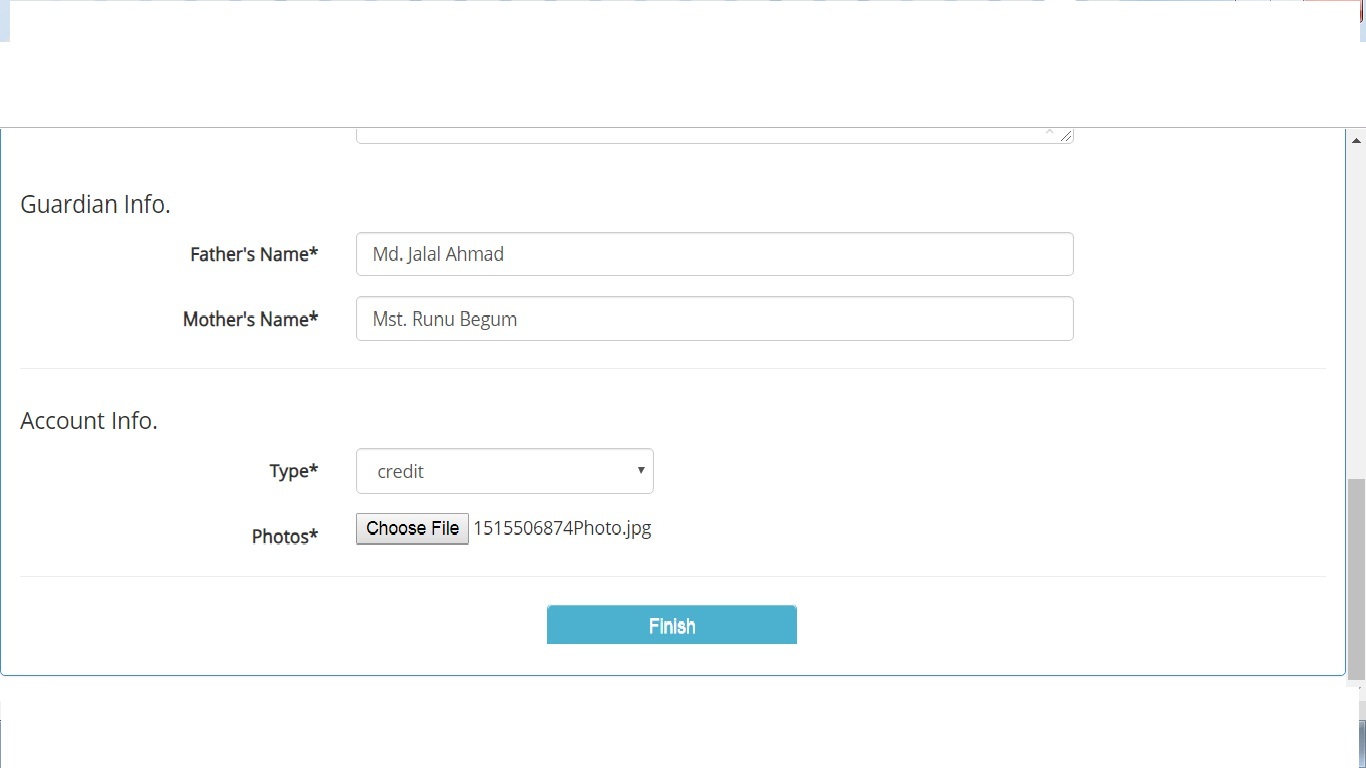 Guardian Info.
Father's Name* Md. Jalal Ahmad
Mother's Name* Mst. Runu Begum
Account Info.
Type* credit
Photos* Choose File 1515506874Photo.jpg
Finish